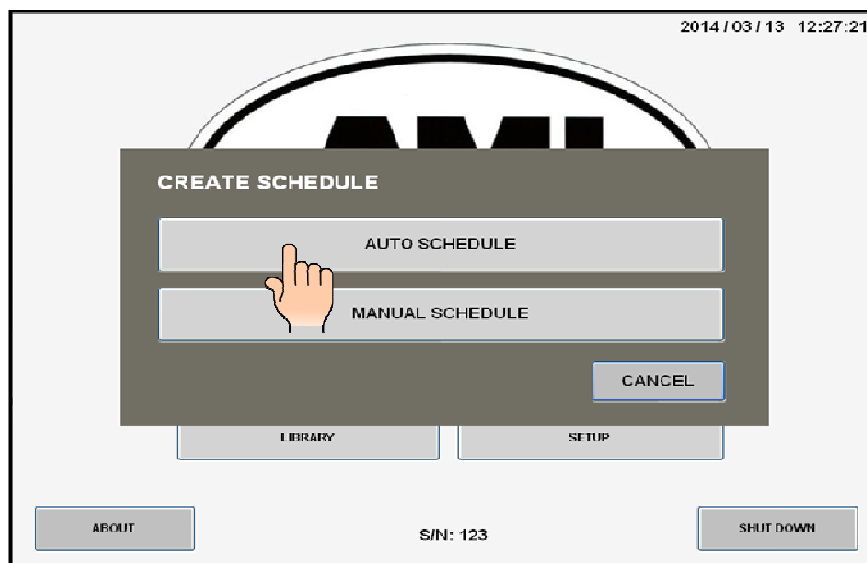 2014/03/13 12:27:21
AMI
CREATE SCHEDULE
AUTO SCHEDULE
MANUAL SCHEDULE
CANCEL
LIBRARY
SETUP
ABOUT
S/N: 123
SHUT DOWN